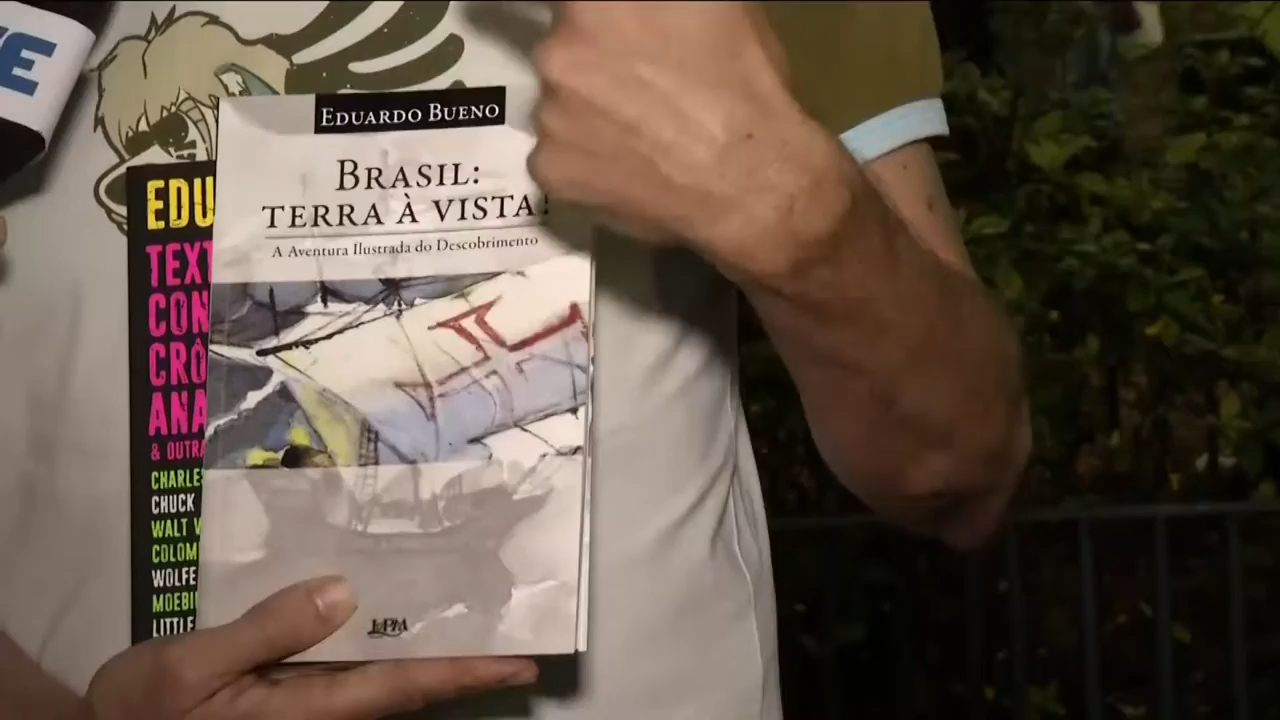 E
EDUARDO BUENO
BRASIL:
TERRA À VISTA!
A Aventura Ilustrada do Descobrimento
L&PM
EDU
TEXT
CON
CRÔ
ANA
& OUTRA
CHARLES
CHUCK
WALT V
COLOM
WOLFE
MOEBI
LITTLE